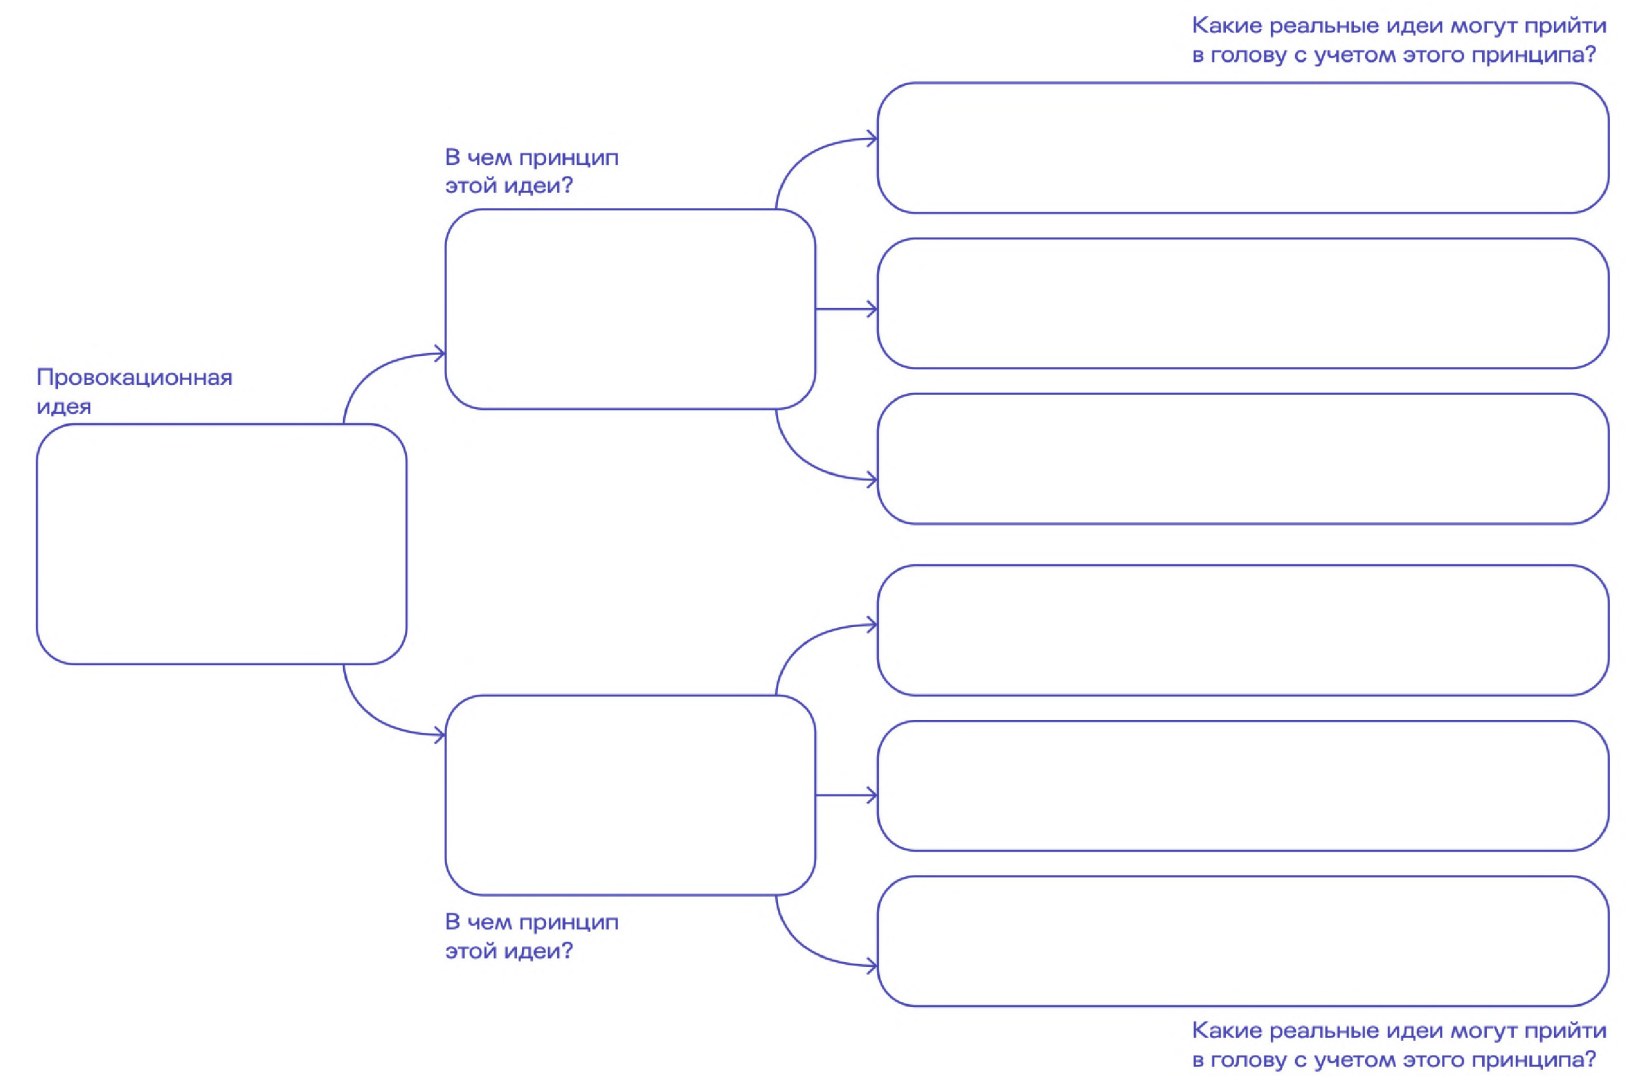 Какие реальные идеи могут прийти
в голову с учетом этого принципа?
В чем принцип
этой идеи?
Провокационная
идея
В чем принцип
этой идеи?
Какие реальные идеи могут прийти
в голову с учетом этого принципа?